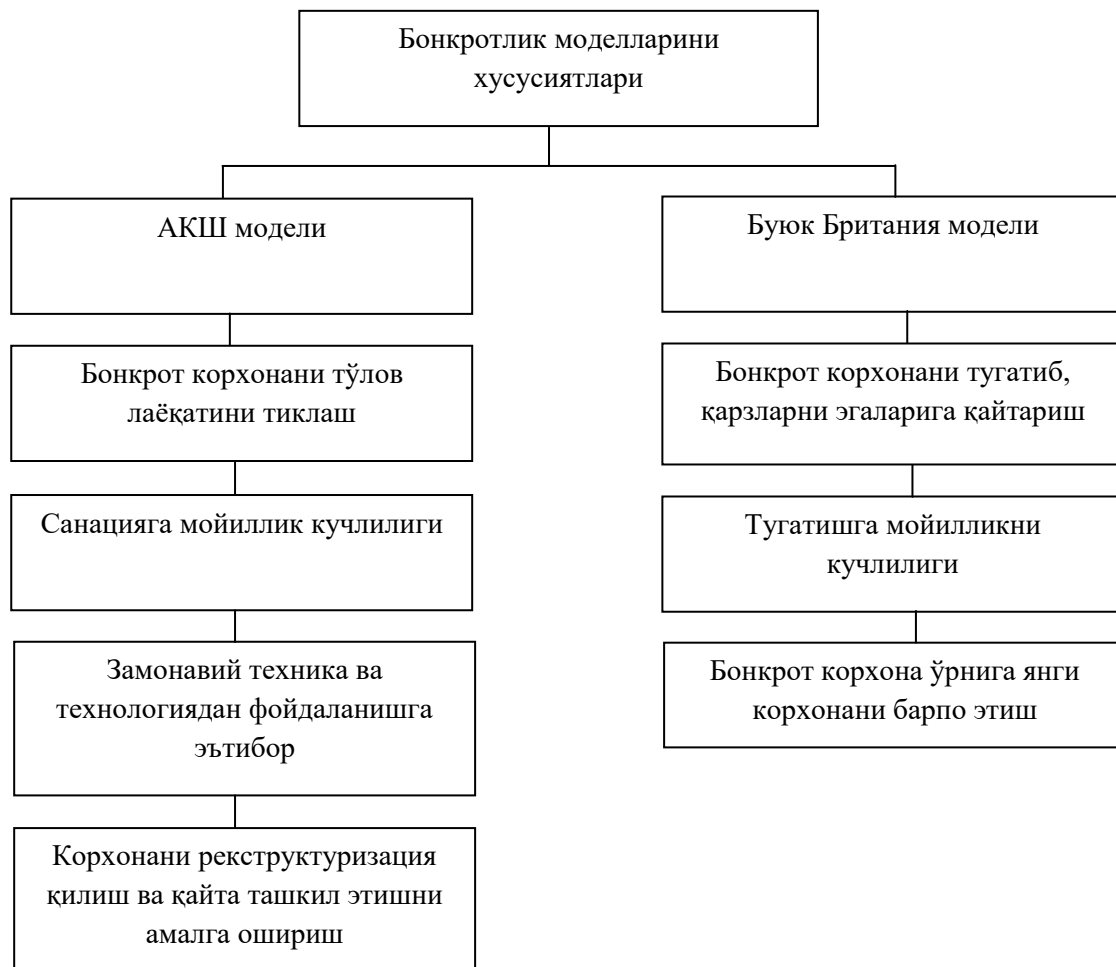 Бонкротлик моделларини
хусусиятлари
АКШ модели
Бонкрот корхонани тўлов
лаёқатини тиклаш
Санацияга мойиллик кучлилиги
Замонавий техника ва
технологиядан фойдаланишга
эътибор
Корхонани рекструктуризация
қилиш ва қайта ташкил этишни
амалга ошириш
Буюк Британия модели
Бонкрот корхонани тугатиб,
қарзларни эгаларига қайтариш
Тугатишга мойилликни
кучлилиги
Бонкрот корхона ўрнига янги
корхонани барпо этиш